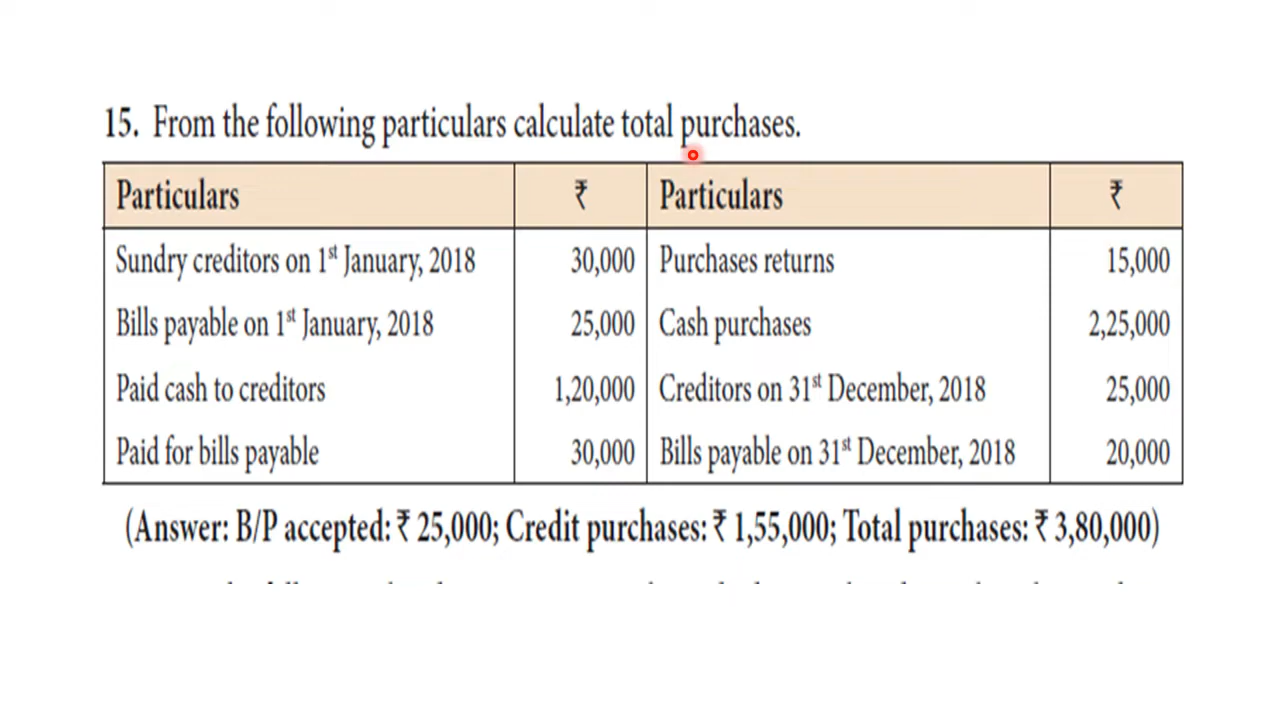 15. From the following particulars calculate total purchases.
Particulars ₹ Particulars ₹
Sundry creditors on 1st January, 2018 30,000 Purchases returns 15,000
Bills payable on 1st January, 2018 25,000 Cash purchases 2,25,000
Paid cash to creditors 1,20,000 Creditors on 31st December, 2018 25,000
Paid for bills payable 30,000 Bills payable on 31st December, 2018 20,000
(Answer: B/P accepted: ₹ 25,000; Credit purchases: ₹ 1,55,000; Total purchases: ₹ 3,80,000)